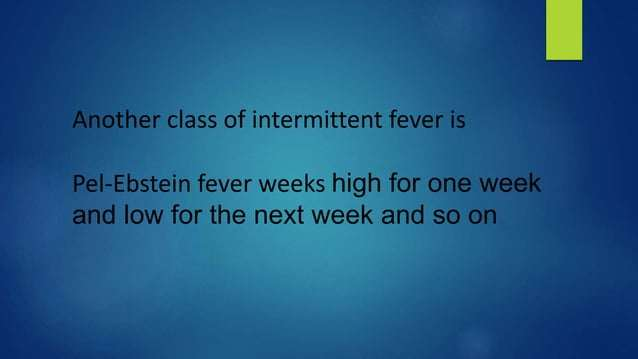 Another class of intermittent fever is
Pel-Ebstein fever weeks high for one week
and low for the next week and so on